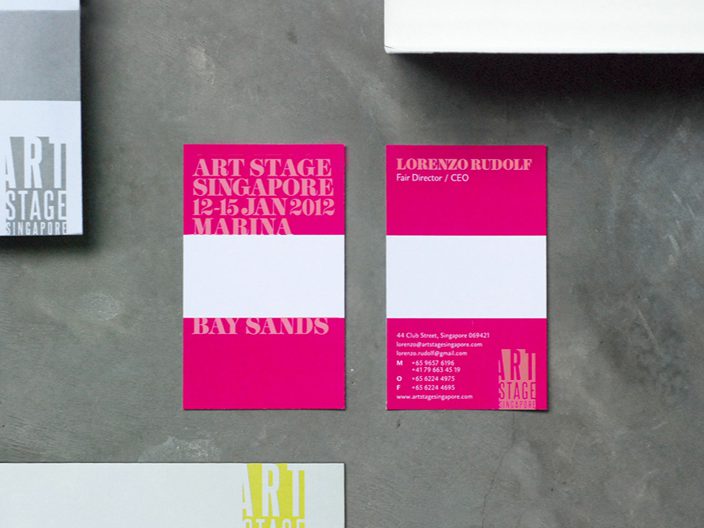 ART
STAGE
SINGAPORE
ART STAGE
SINGAPORE
12-15 JAN 2012
MARINA
BAY SANDS
LORENZO RUDOLF
Fair Director / CEO
44 Club Street, Singapore 069421
lorenzo@artstagesingapore.com
lorenzo.rudolf@gmail.com
M +65 9657 6196
+41 79 663 45 19
O +65 6224 4975
F +65 6224 4695
www.artstagesingapore.com
ART
STAGE
SINGAPORE
ART
STAGE